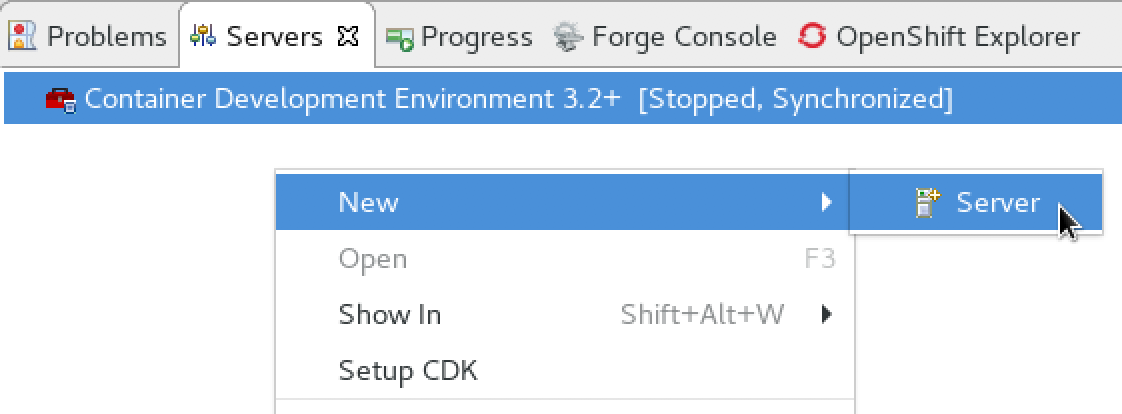 Problems Servers Progress Forge Console OpenShift Explorer
Container Development Environment 3.2+ [Stopped, Synchronized]
New Server
Open F3
Show In Shift+Alt+W
Setup CDK